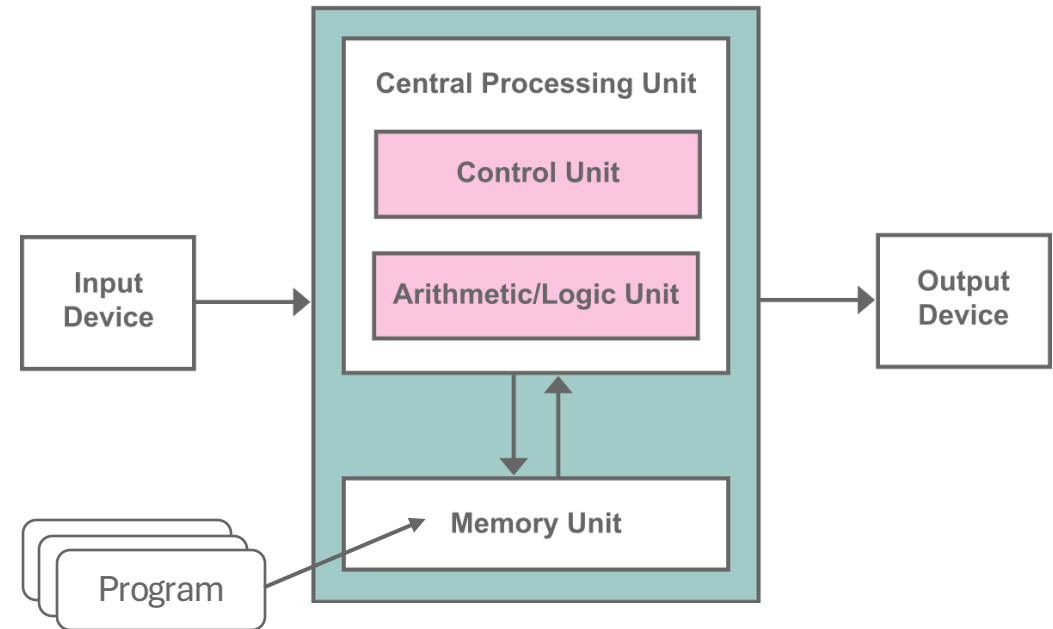 Central Processing Unit
Control Unit
Arithmetic/Logic Unit
Input
Device
Output
Device
Memory Unit
Program